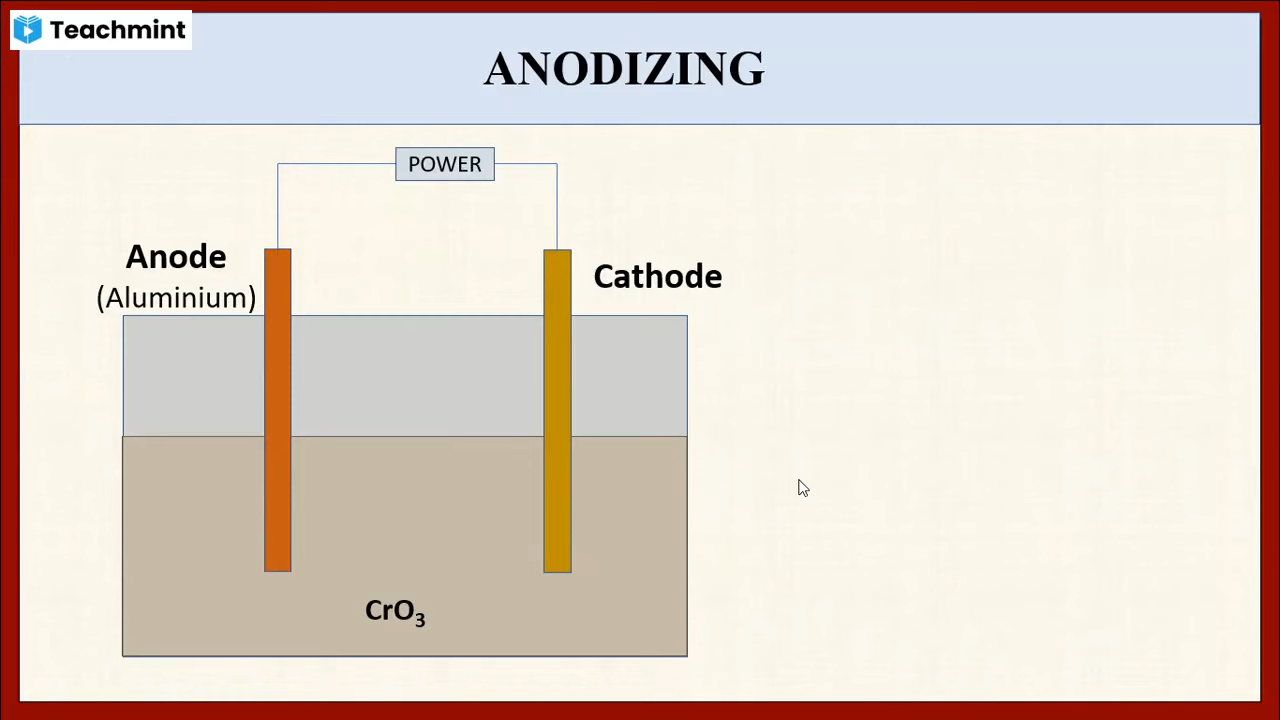 Teachmint
ANODIZING
POWER
Anode
(Aluminium)
Cathode
CrO₃